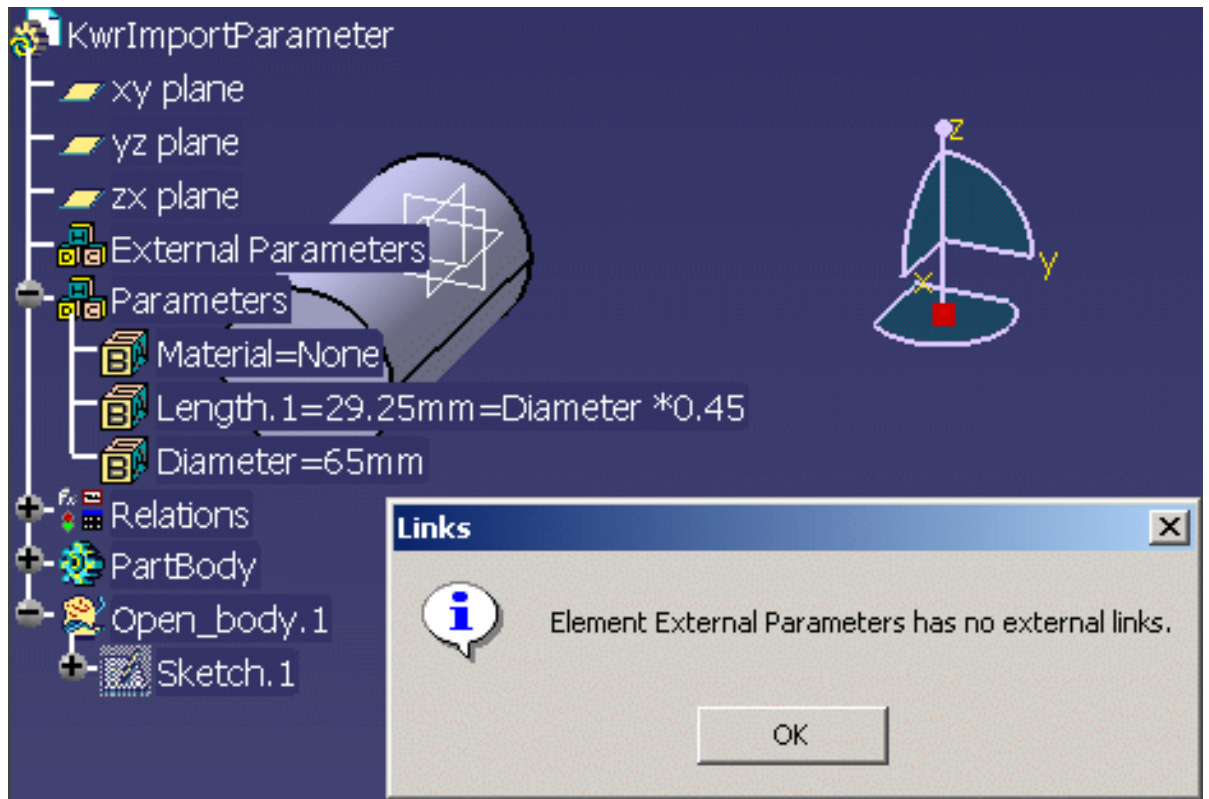 KwrImportParameter
xy plane
yz plane
zx plane
External Parameters
Parameters
Material=None
Length.1=29.25mm=Diameter *0.45
Diameter=65mm
Relations
PartBody
Open_body.1
Sketch.1
z
y
x
Links
Element External Parameters has no external links.
OK